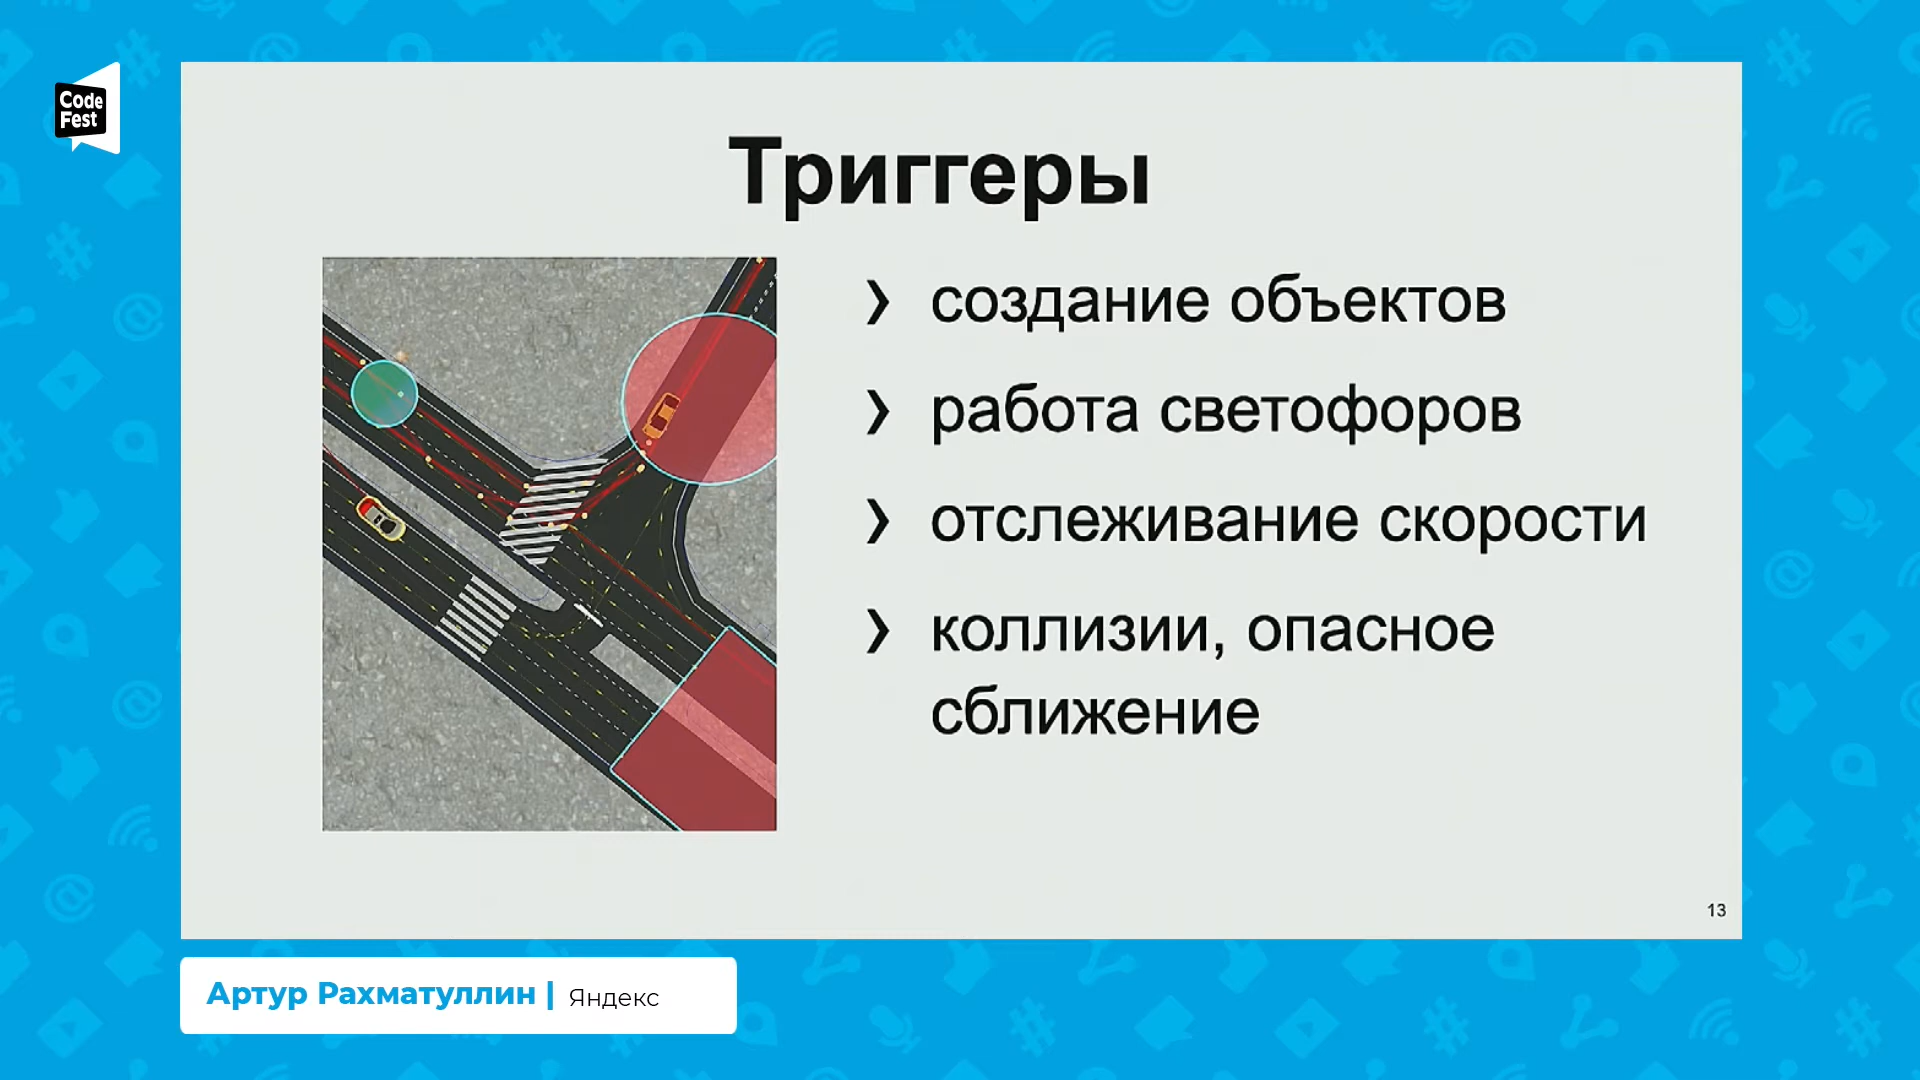 Code
Fest
Триггеры
❯ создание объектов
❯ работа светофоров
❯ отслеживание скорости
❯ коллизии, опасное
сближение
13
Артур Рахматуллин | Яндекс